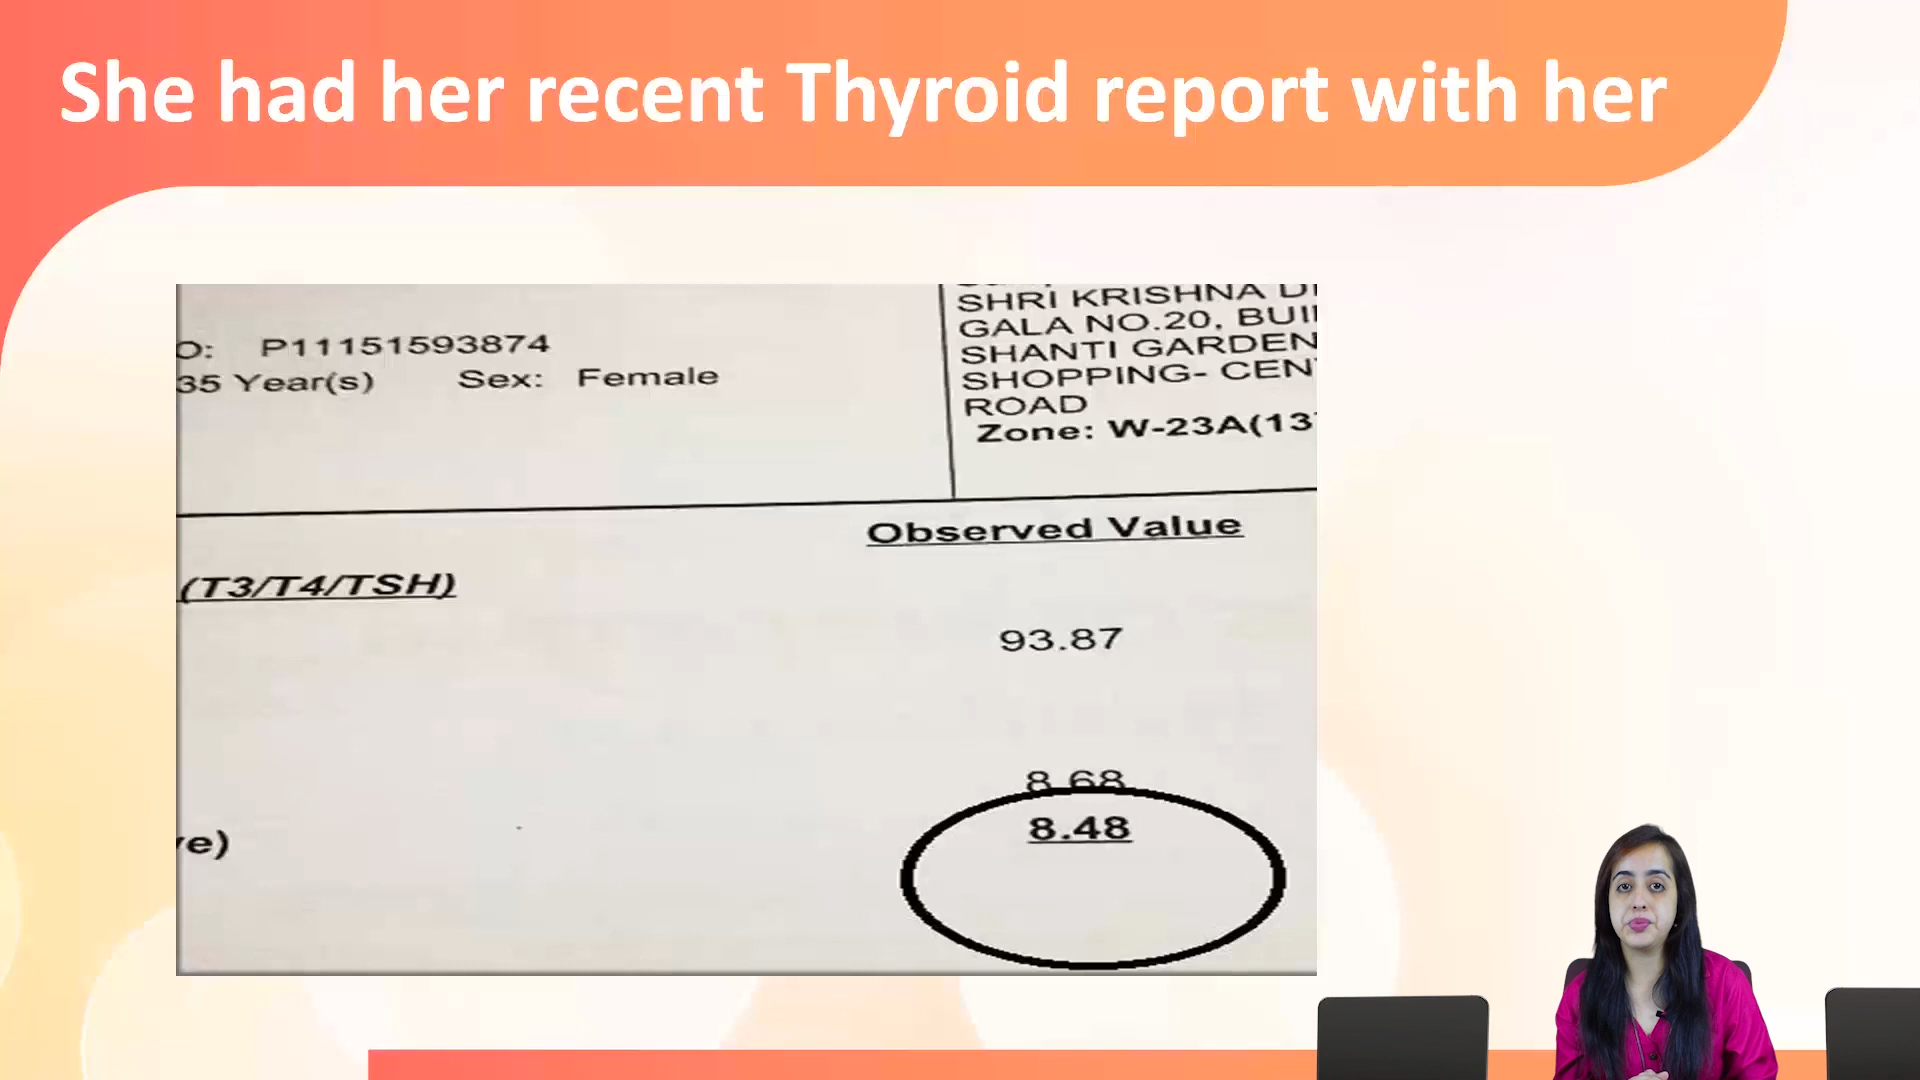 She had her recent Thyroid report with her
SHRI KRISHNA
O: P11151593874
GALA NO.20,
35 Year(s) Sex: Female
SHANTI GARDEN
SHOPPING-
ROAD
Zone: W-23A(13
Observed Value
(T3/T4/TSH)
93.87
8.68
8.48